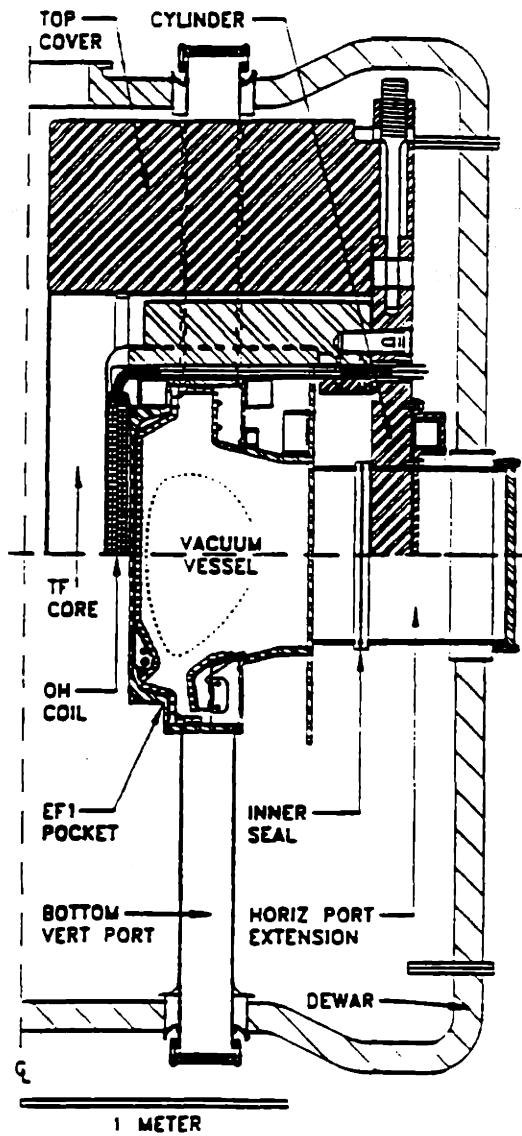 TOP
COVER
CYLINDER
VACUUM
VESSEL
TF
CORE
OH
COIL
EF1
POCKET
INNER
SEAL
BOTTOM
VERT PORT
HORIZ PORT
EXTENSION
DEWAR
℄
1 METER